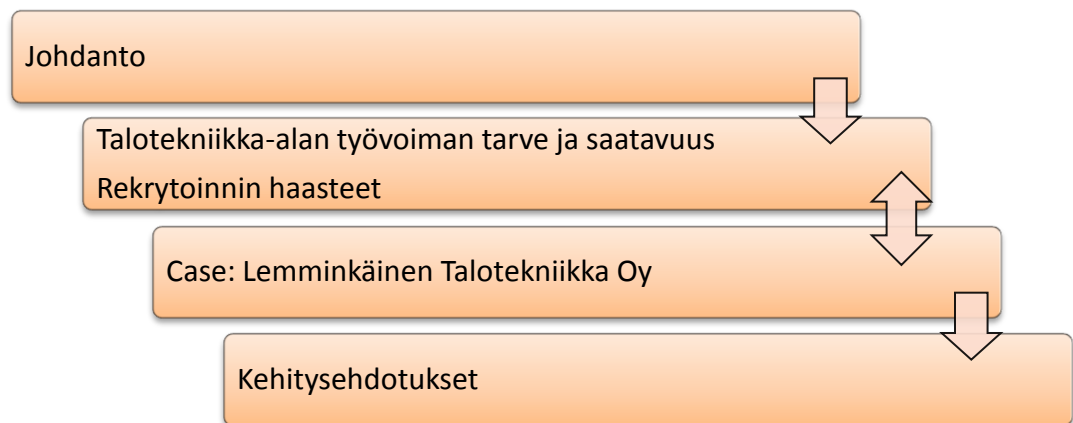 Johdanto
Talotekniikka-alan työvoiman tarve ja saatavuus
Rekrytoinnin haasteet
Case: Lemminkäinen Talotekniikka Oy
Kehitysehdotukset